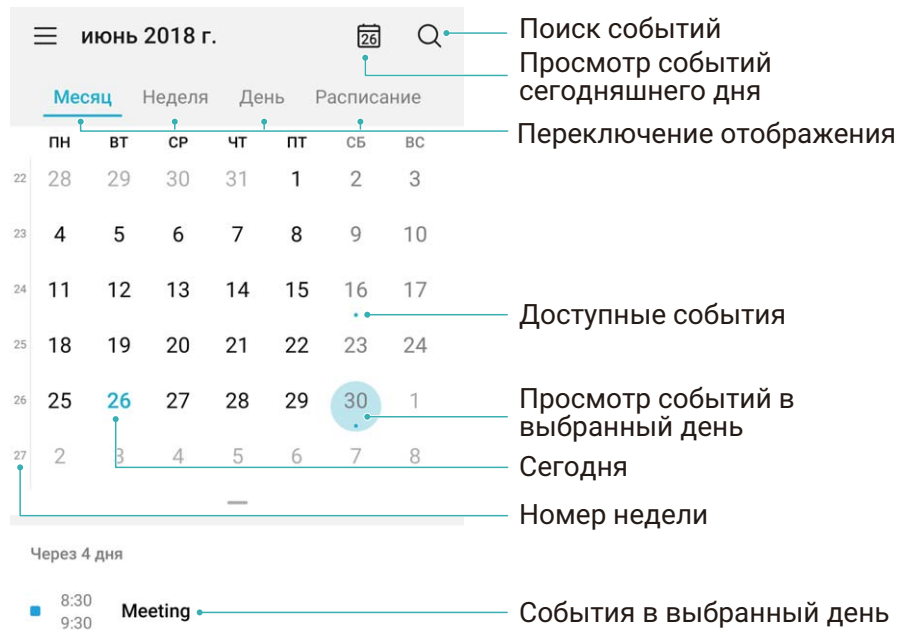 июнь 2018 г. 26 Поиск событий
Просмотр событий
сегодняшнего дня
Месяц Неделя День Расписание
Переключение отображения
ПН ВТ СР ЧТ ПТ СБ ВС
22 28 29 30 31 1 2 3
23 4 5 6 7 8 9 10
24 11 12 13 14 15 16 17
Доступные события
25 18 19 20 21 22 23 24
26 25 26 27 28 29 30 1
Просмотр событий в
выбранный день
27 2 3 4 5 6 7 8
Сегодня
Номер недели
Через 4 дня
8:30
9:30
Meeting
События в выбранный день